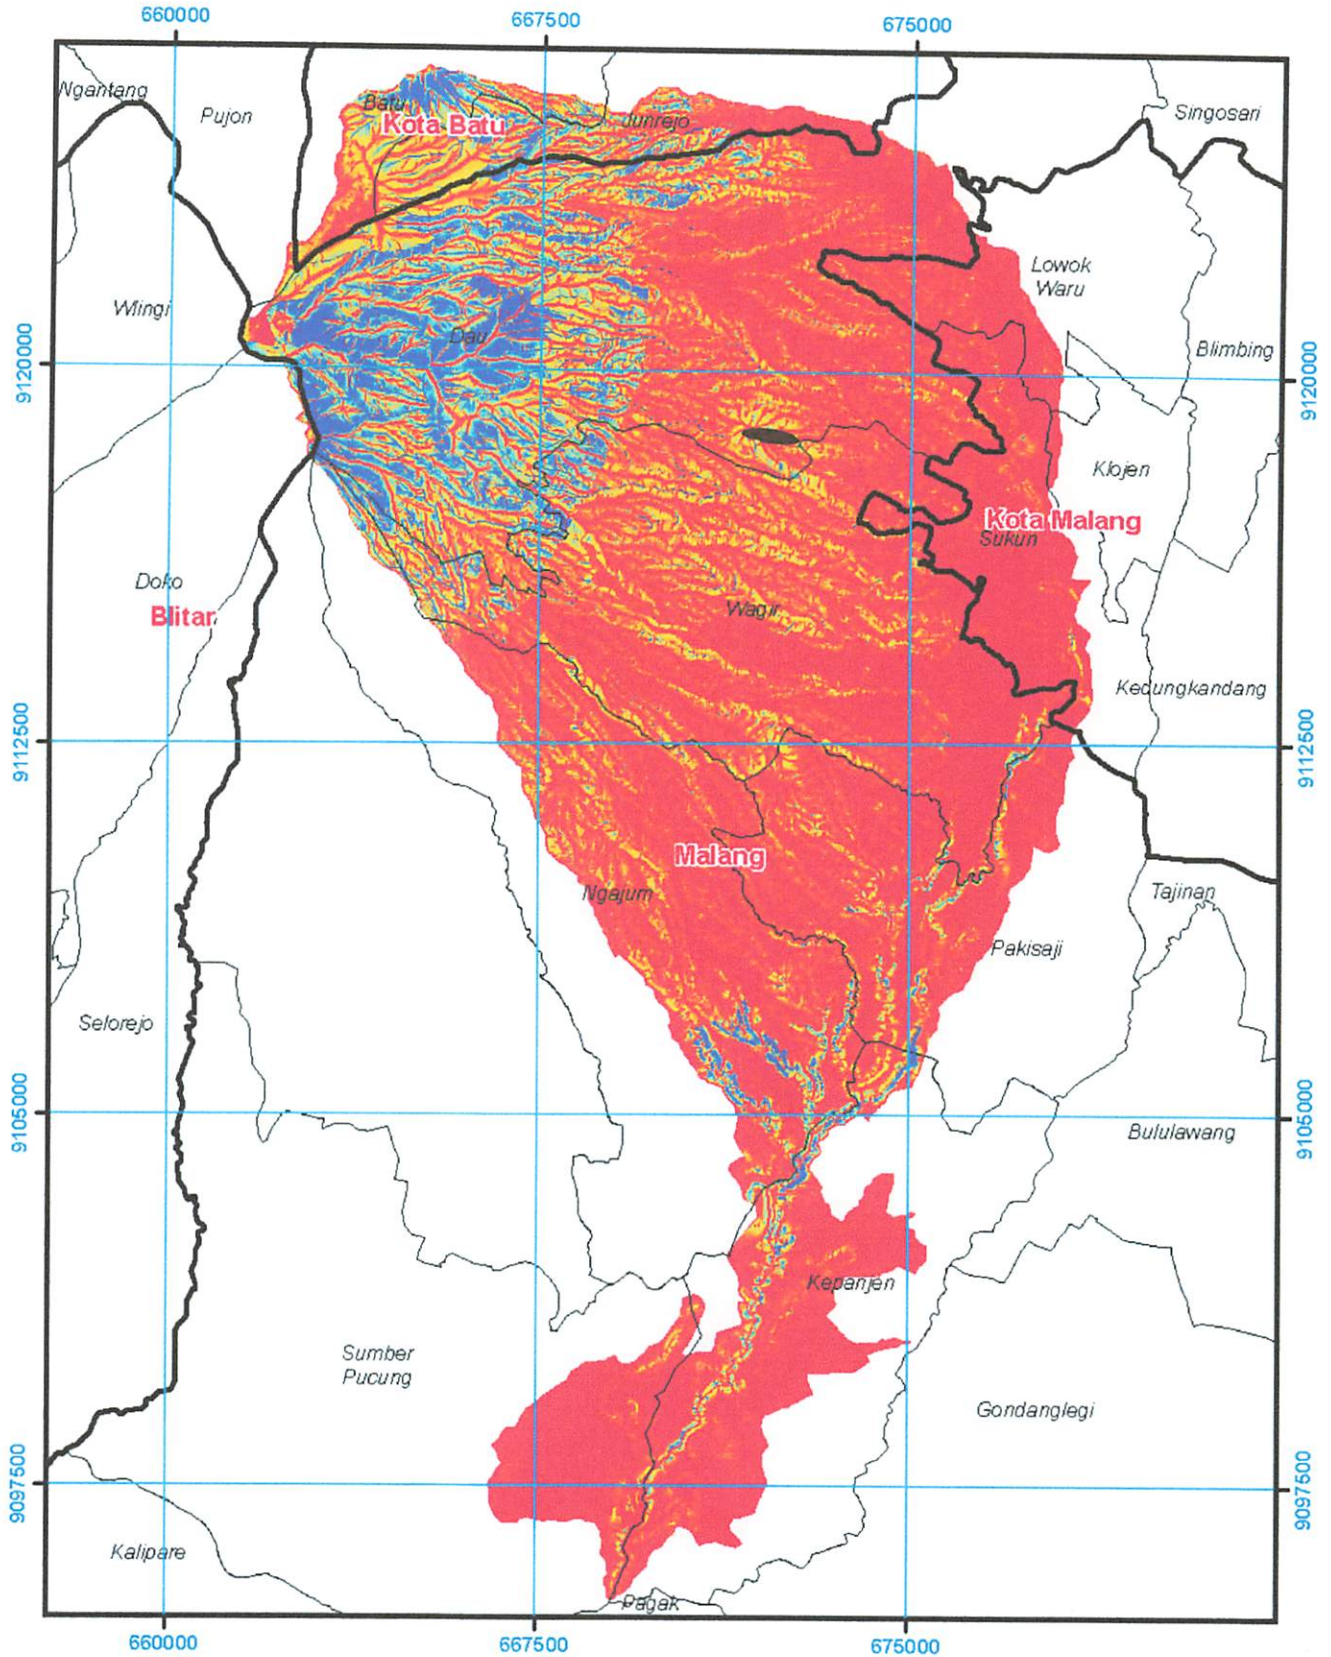 660000
667500
675000
Ngantang
Pujon
Batu
Kota Batu
Junrejo
Singosari
Lowok
Waru
Wlingi
Dau
Blimbing
9120000
9120000
Klojen
Kota Malang
Sukun
Doko
Blitar
Wagir
Kedungkandang
9112500
9112500
Malang
Ngajum
Tajinan
Pakisaji
Selorejo
9105000
9105000
Bululawang
Kepanjen
Sumber
Pucung
Gondanglegi
9097500
9097500
Kalipare
Pagak
660000
667500
675000